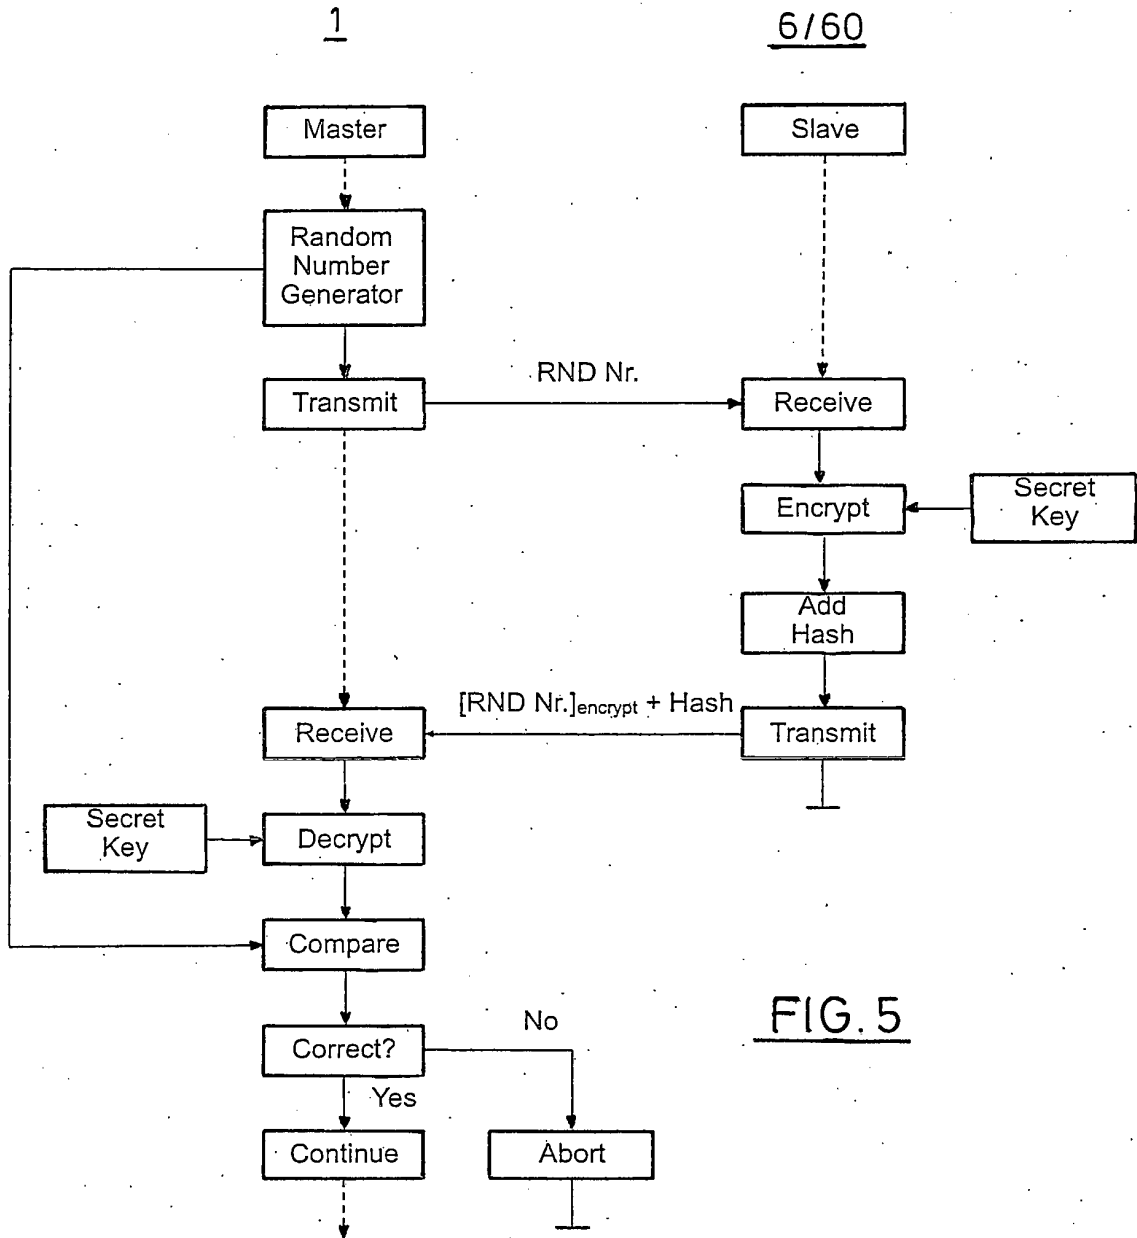 1
6/60
Master
Slave
Random
Number
Generator
RND Nr.
Transmit
Receive
Encrypt
Secret
Key
Add
Hash
[RND Nr.]encrypt + Hash
Receive
Transmit
Secret
Key
Decrypt
Compare
FIG. 5
No
Correct?
Yes
Continue
Abort